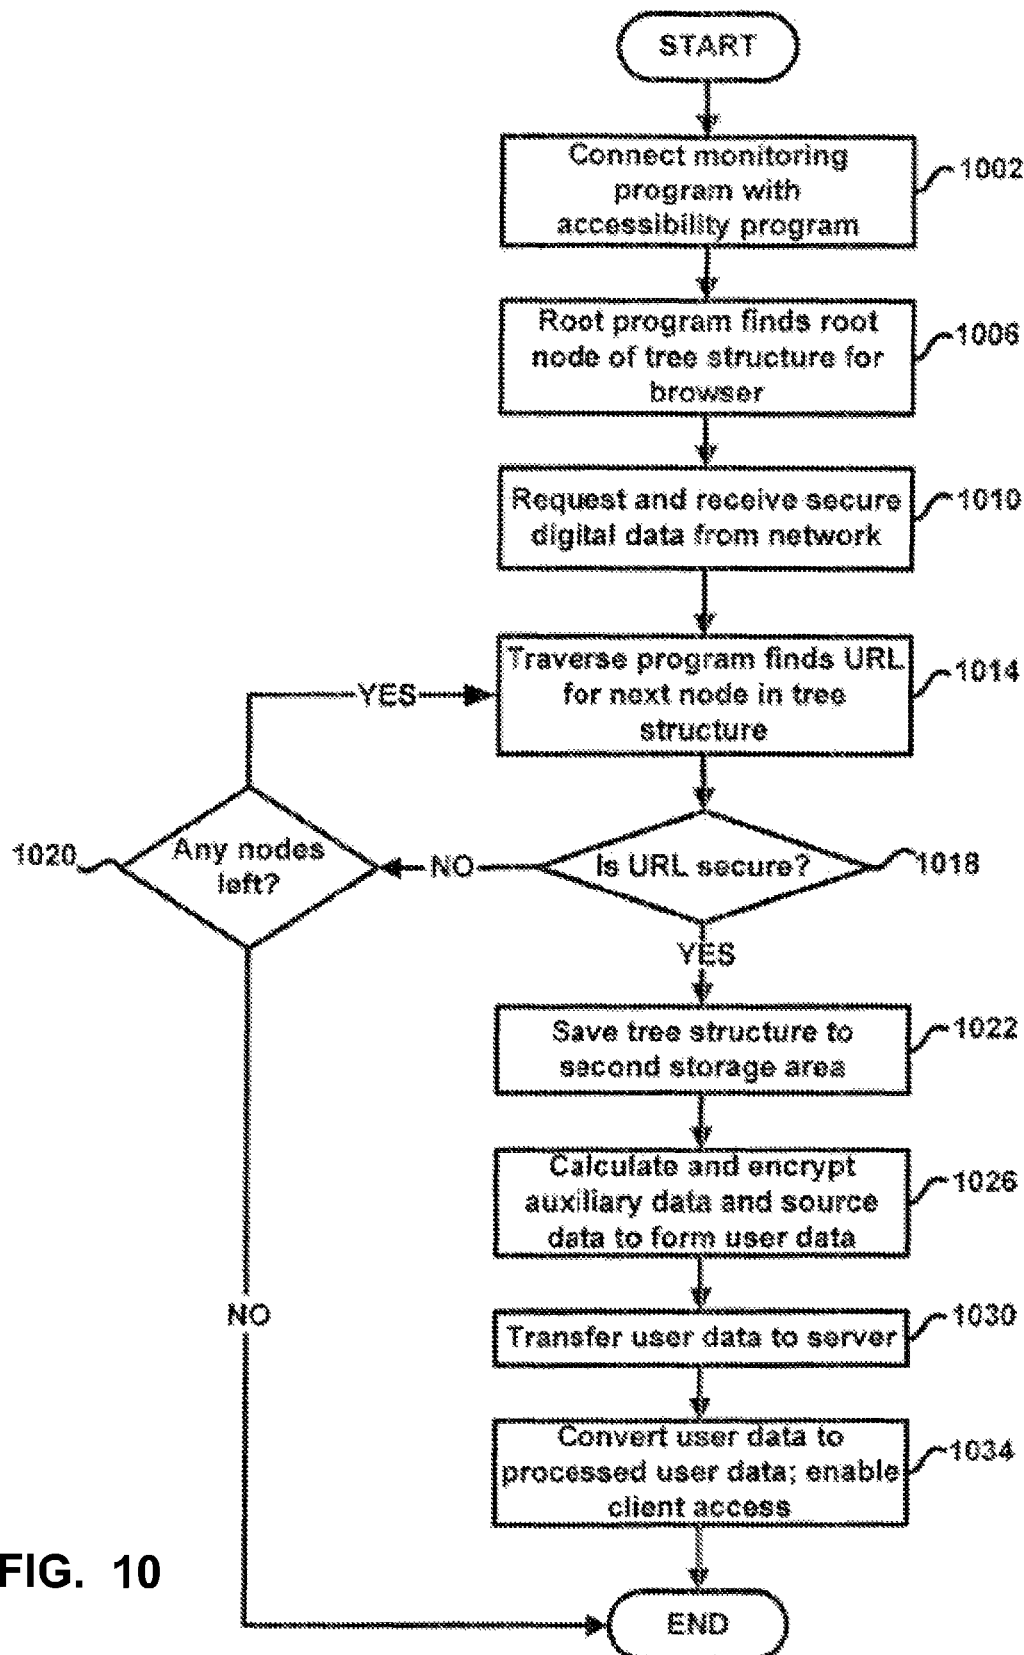 START
Connect monitoring
program with
accessibility program
1002
Root program finds root
node of tree structure for
browser
1006
Request and receive secure
digital data from network
1010
Traverse program finds URL
for next node in tree
structure
1014
YES
Any nodes
left?
1020
NO
Is URL secure?
1018
YES
Save tree structure to
second storage area
1022
Calculate and encrypt
auxiliary data and source
data to form user data
1026
NO
Transfer user data to server
1030
Convert user data to
processed user data; enable
client access
1034
FIG. 10
END